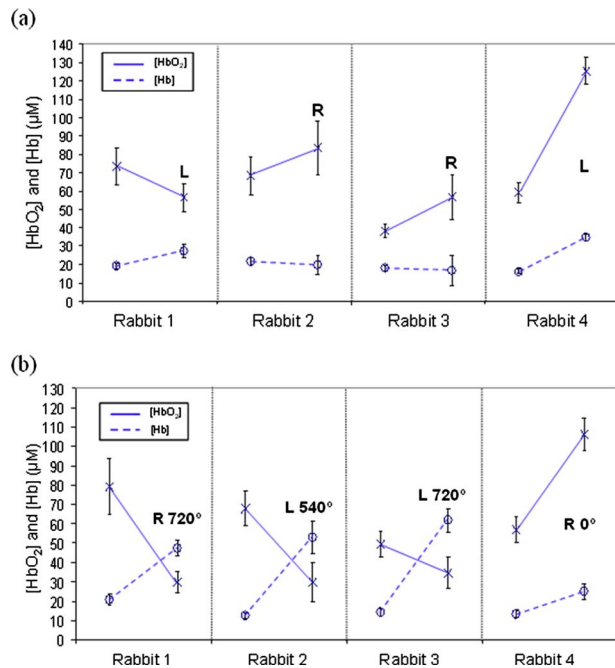 (a)
140
130
120
110
100
90
80
70
60
50
40
30
20
10
0
[HbO2] and [Hb] (µM)
[HbO2]
[Hb]
L
R
R
L
Rabbit 1 Rabbit 2 Rabbit 3 Rabbit 4
(b)
130
120
110
100
90
80
70
60
50
40
30
20
10
0
[HbO2] and [Hb] (µM)
[HbO2]
[Hb]
R 720°
L 540°
L 720°
R 0°
Rabbit 1 Rabbit 2 Rabbit 3 Rabbit 4